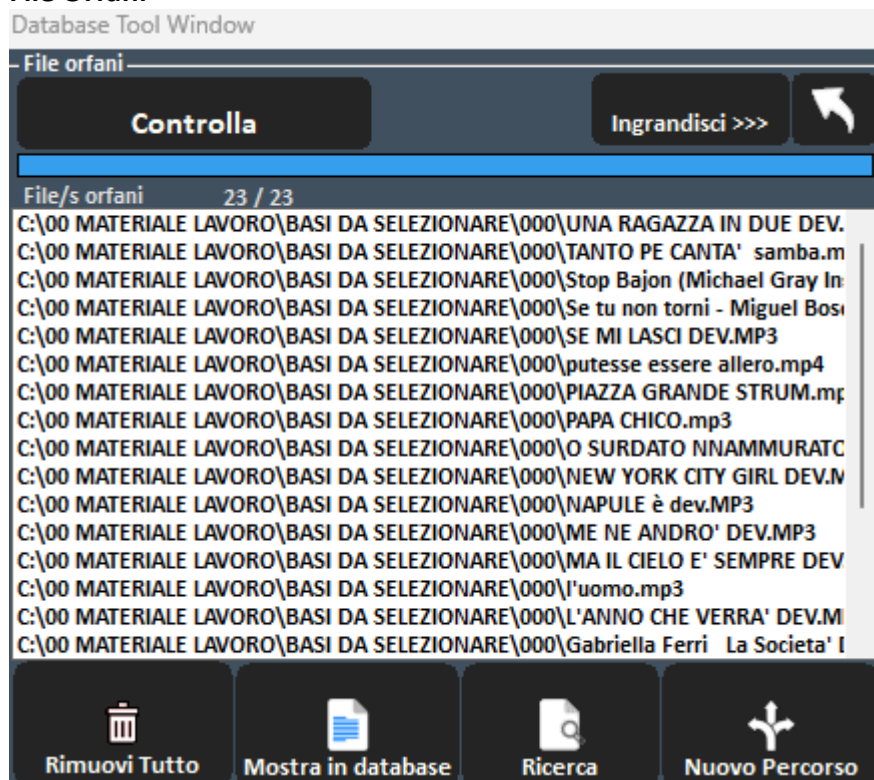 Database Tool Window
File orfani
Controlla
Ingrandisci >>>
File/s orfani 23 / 23
C:\00 MATERIALE LAVORO\BASI DA SELEZIONARE\000\UNA RAGAZZA IN DUE DEV.
C:\00 MATERIALE LAVORO\BASI DA SELEZIONARE\000\TANTO PE CANTA' samba.m
C:\00 MATERIALE LAVORO\BASI DA SELEZIONARE\000\Stop Bajon (Michael Gray In
C:\00 MATERIALE LAVORO\BASI DA SELEZIONARE\000\Se tu non torni - Miguel Bos
C:\00 MATERIALE LAVORO\BASI DA SELEZIONARE\000\SE MI LASCI DEV.MP3
C:\00 MATERIALE LAVORO\BASI DA SELEZIONARE\000\putesse essere allero.mp4
C:\00 MATERIALE LAVORO\BASI DA SELEZIONARE\000\PIAZZA GRANDE STRUM.mp
C:\00 MATERIALE LAVORO\BASI DA SELEZIONARE\000\PAPA CHICO.mp3
C:\00 MATERIALE LAVORO\BASI DA SELEZIONARE\000\O SURDATO NNAMMURATO
C:\00 MATERIALE LAVORO\BASI DA SELEZIONARE\000\NEW YORK CITY GIRL DEV.M
C:\00 MATERIALE LAVORO\BASI DA SELEZIONARE\000\NAPULE è dev.MP3
C:\00 MATERIALE LAVORO\BASI DA SELEZIONARE\000\ME NE ANDRO' DEV.MP3
C:\00 MATERIALE LAVORO\BASI DA SELEZIONARE\000\MA IL CIELO E' SEMPRE DEV
C:\00 MATERIALE LAVORO\BASI DA SELEZIONARE\000\l'uomo.mp3
C:\00 MATERIALE LAVORO\BASI DA SELEZIONARE\000\L'ANNO CHE VERRA' DEV.M
C:\00 MATERIALE LAVORO\BASI DA SELEZIONARE\000\Gabriella Ferri La Societa'
Rimuovi Tutto Mostra in database Ricerca Nuovo Percorso